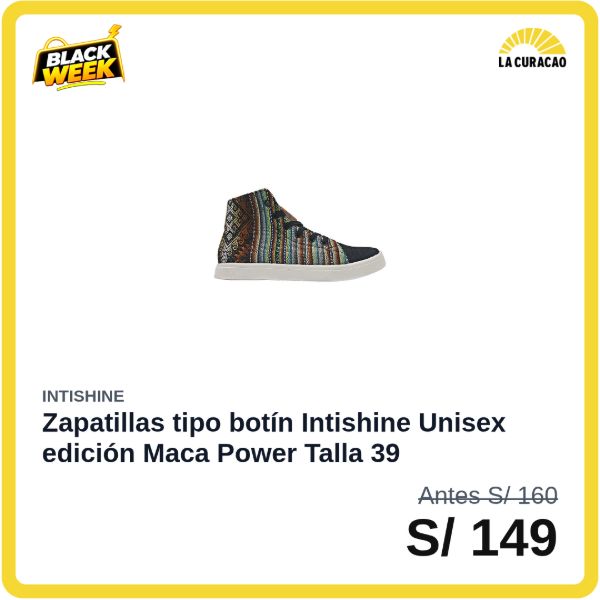 BLACK
WEEK
LA CURACAO
INTISHINE
Zapatillas tipo botín Intishine Unisex
edición Maca Power Talla 39
Antes S/ 160
S/ 149